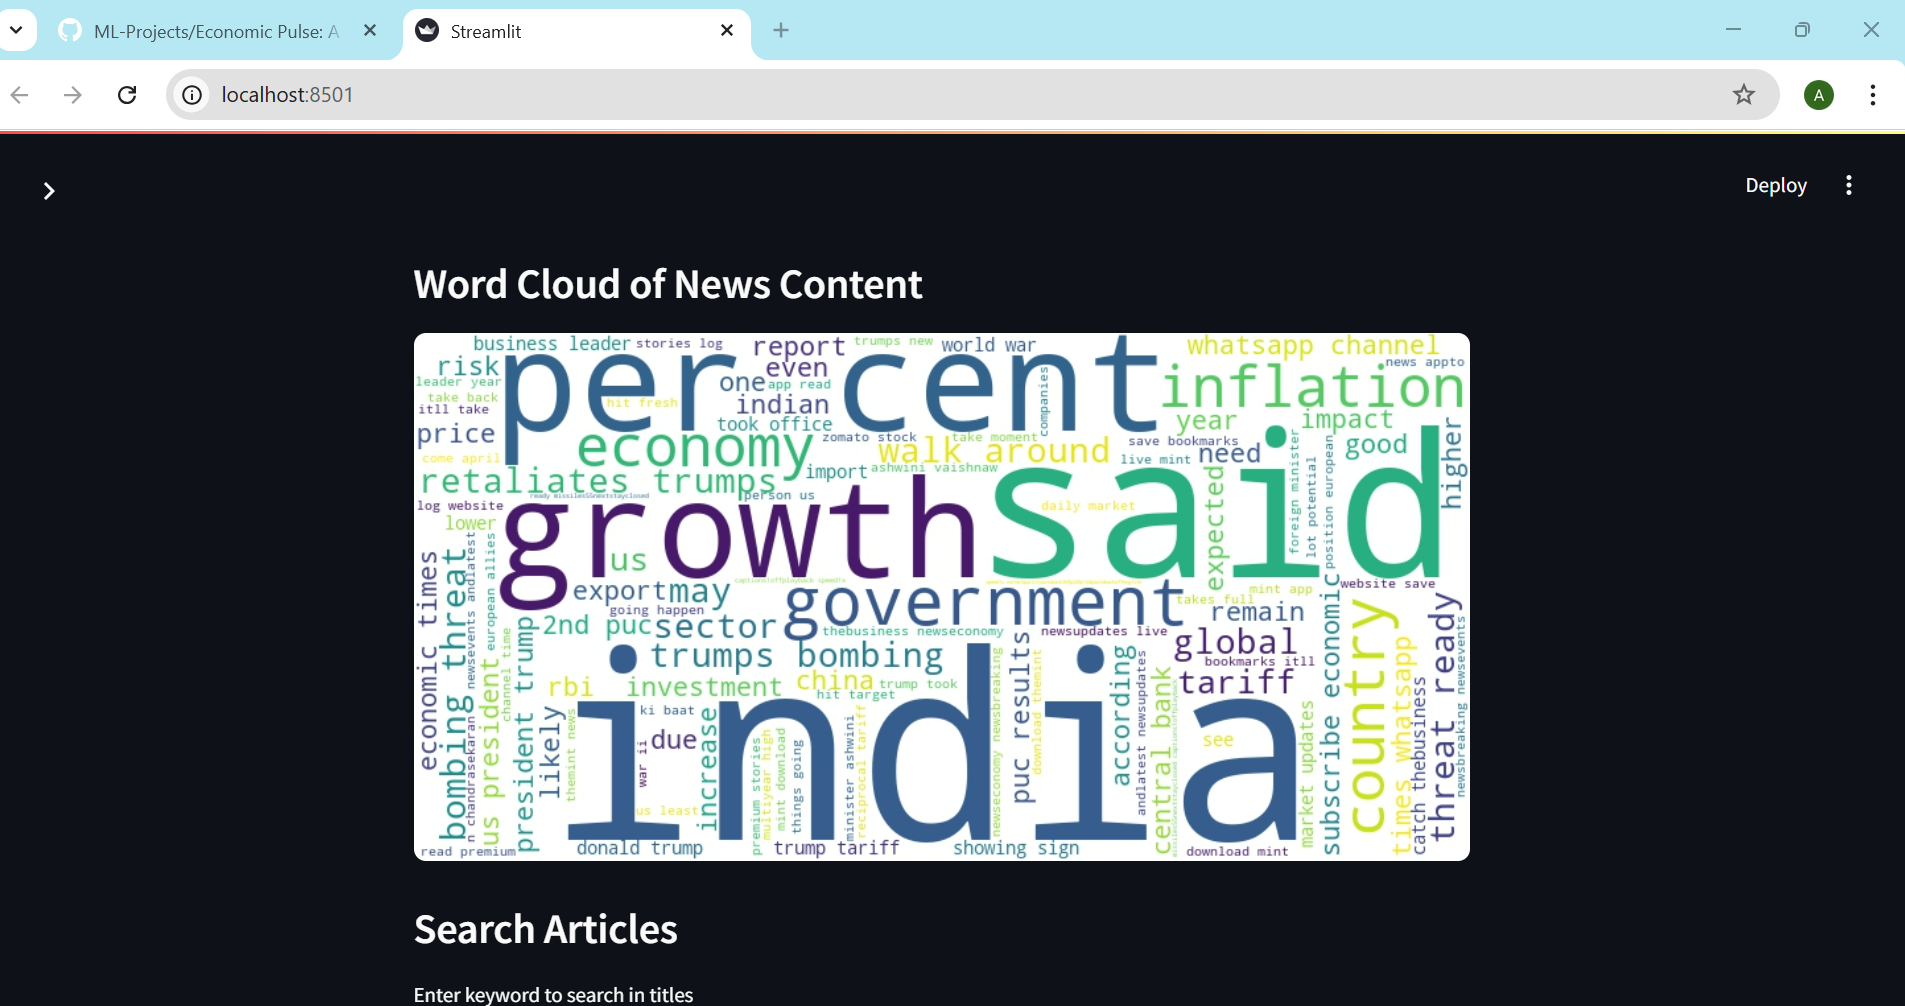 ML-Projects/Economic Pulse: A
Streamlit
localhost:8501
A
Deploy
Word Cloud of News Content
business leader
stories log
report
trumps new
world war
whatsapp channel
risk
per cent
even
news appto
leader year
one
app read
companies
inflation
take back
hit fresh
indian
itll take
took office
year
impact
price
economy
zomato stock
take moment
save bookmarks
good
higher
come april
walk around
live mint
need
retaliates trumps
import
ashwini vaishnaw
person us
log website
growth
said
daily market
expected
foreign minister
lot potential
position european
lower
us
economic times
bombing threat
newsevents andlatest
european allies
export
may
government
website save
going happen
takes full
mint app
remain
2nd puc
sector
thebusiness newseconomy
newsupdates live
global
trumps bombing
bookmarks itll
rbi
investment
china
trump took
tariff
hit target
india
ki baat
due
see
war ii
us least
n chandrasekaran
us president
channel time
president trump
likely
themint news
increase
premium stories
multiyear high
mint download
things going
minister ashwini
reciprocal tariff
newseconomy newsbreaking
puc results
download themint
according
andlatest newsupdates
central bank
market updates
subscribe economic
country
times whatsapp
catch thebusiness
threat ready
newsbreaking newsevents
read premium
donald trump
trump tariff
showing sign
download mint
Search Articles
Enter keyword to search in titles